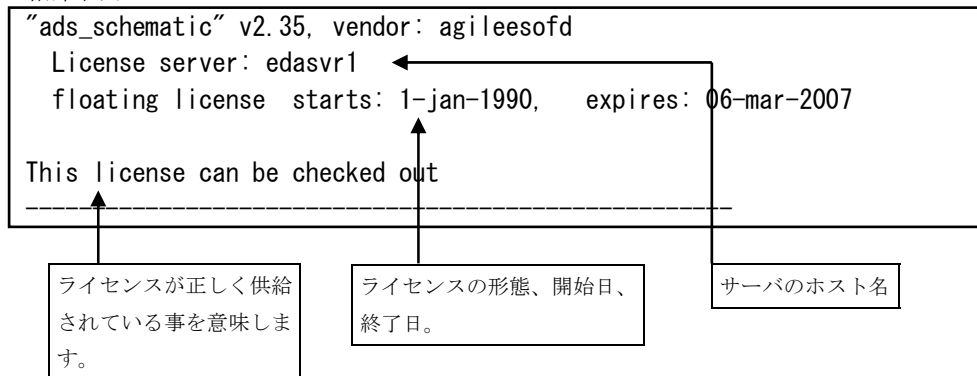 "ads_schematic" v2.35, vendor: agileesofd
License server: edasvr1
floating license starts: 1-jan-1990, expires: 06-mar-2007
This license can be checked out
ライセンスが正しく供給
されている事を意味しま
す。
ライセンスの形態、開始日、
終了日。
サーバのホスト名